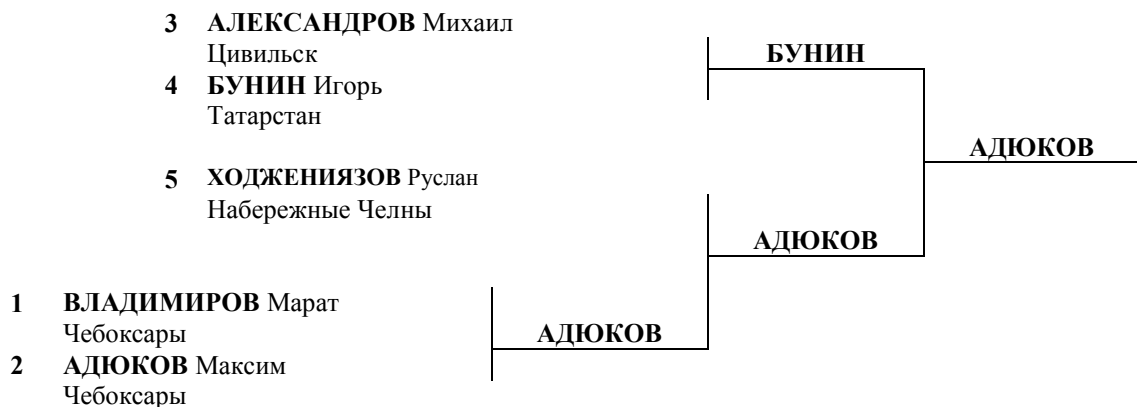 3 АЛЕКСАНДРОВ Михаил
Цивильск
БУНИН
4 БУНИН Игорь
Татарстан
АДЮКОВ
5 ХОДЖЕНИЯЗОВ Руслан
Набережные Челны
АДЮКОВ
1 ВЛАДИМИРОВ Марат
Чебоксары
АДЮКОВ
2 АДЮКОВ Максим
Чебоксары